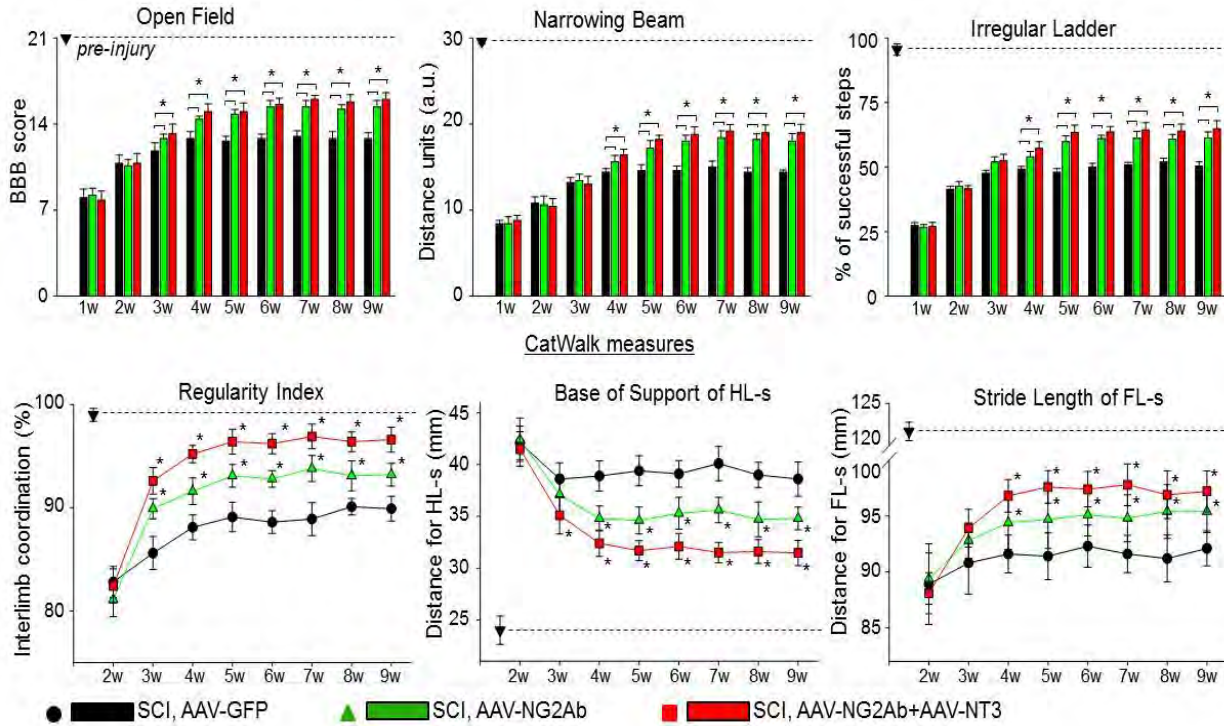 Open Field
BBB score
21
14
7
0
pre-injury
* * * * * * *
1w 2w 3w 4w 5w 6w 7w 8w 9w
Narrowing Beam
Distance units (a.u.)
30
20
10
0
* * * * * *
1w 2w 3w 4w 5w 6w 7w 8w 9w
Irregular Ladder
% of successful steps
100
75
50
25
0
* * * * * *
1w 2w 3w 4w 5w 6w 7w 8w 9w
CatWalk measures
Regularity Index
Interlimb coordination (%)
100
90
80
* * * * * * *
* * * * * * *
2w 3w 4w 5w 6w 7w 8w 9w
Base of Support of HL-s
Distance for HL-s (mm)
45
40
35
30
25
* * * * * *
* * * * * * *
2w 3w 4w 5w 6w 7w 8w 9w
Stride Length of FL-s
Distance for FL-s (mm)
125
120
100
95
90
85
* * * * * *
* * * * * *
2w 3w 4w 5w 6w 7w 8w 9w
SCI, AAV-GFP
SCI, AAV-NG2Ab
SCI, AAV-NG2Ab+AAV-NT3